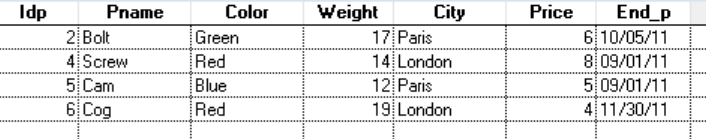 Idp Pname Color Weight City Price End_p
2 Bolt Green 17 Paris 6 10/05/11
4 Screw Red 14 London 8 09/01/11
5 Cam Blue 12 Paris 5 09/01/11
6 Cog Red 19 London 4 11/30/11